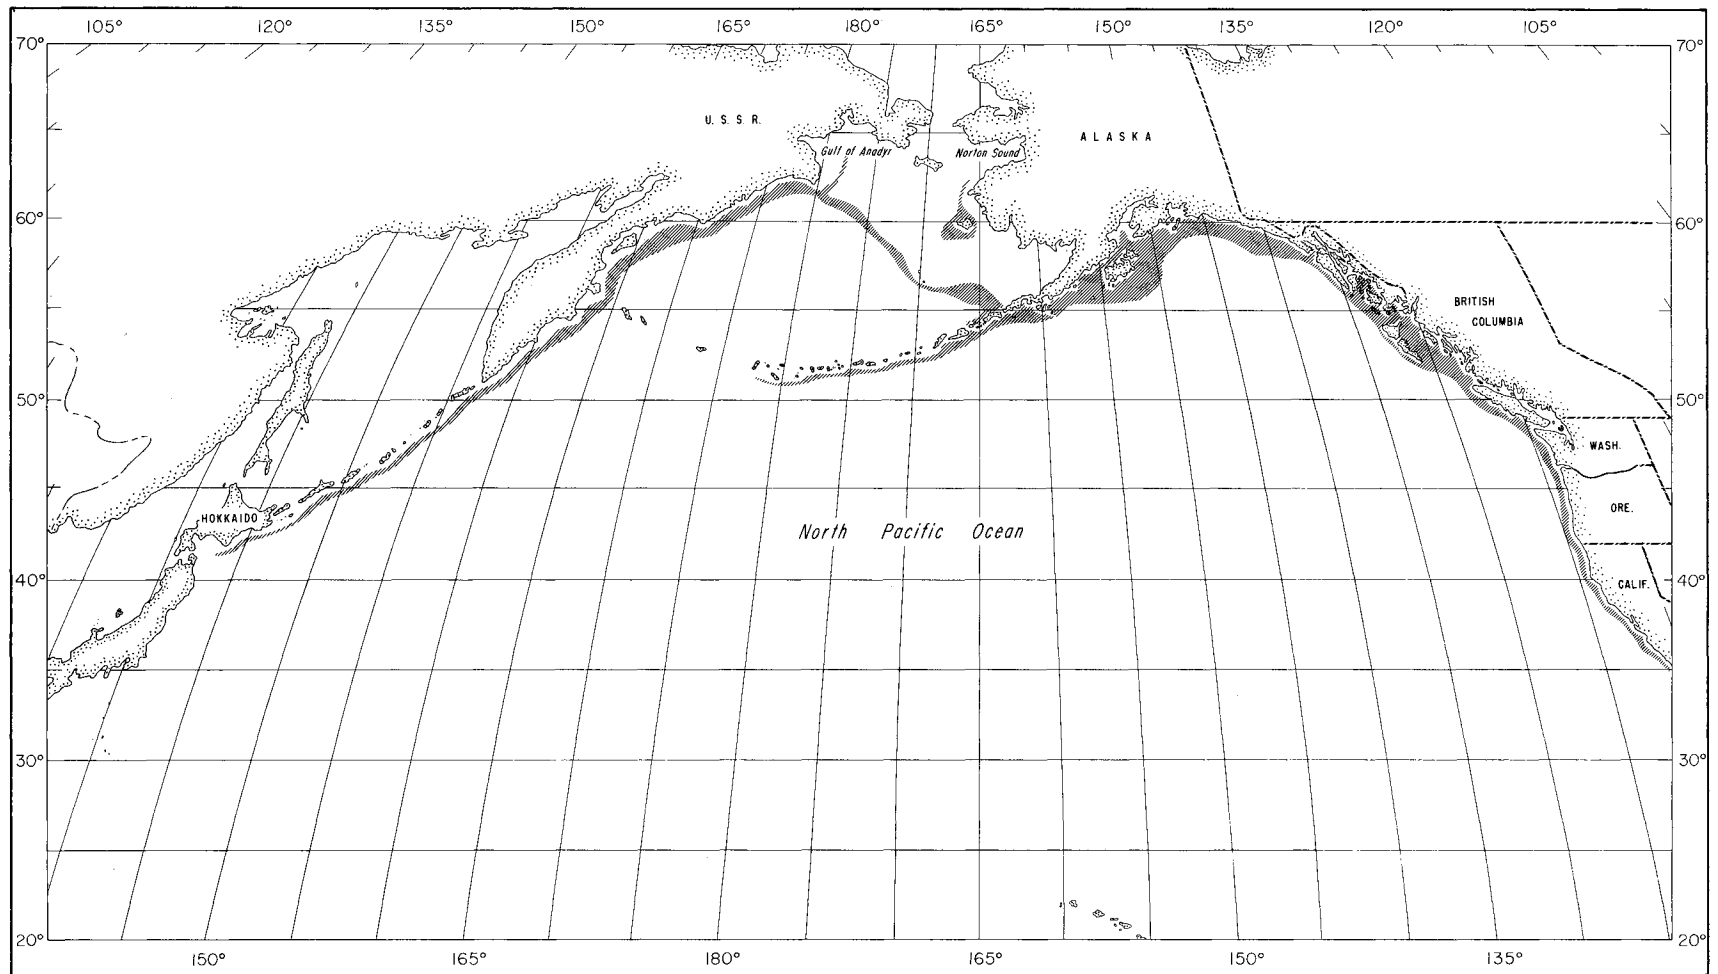 105° 120° 135° 150° 165° 180° 165° 150° 135° 120° 105°
70° 70°
U. S. S. R.
ALASKA
Gulf of Anadyr
Norton Sound
60° 60°
BRITISH
COLUMBIA
50° 50°
WASH.
ORE.
HOKKAIDO
North Pacific Ocean
40° 40°
CALIF.
30° 30°
20° 20°
150° 165° 180° 165° 150° 135°